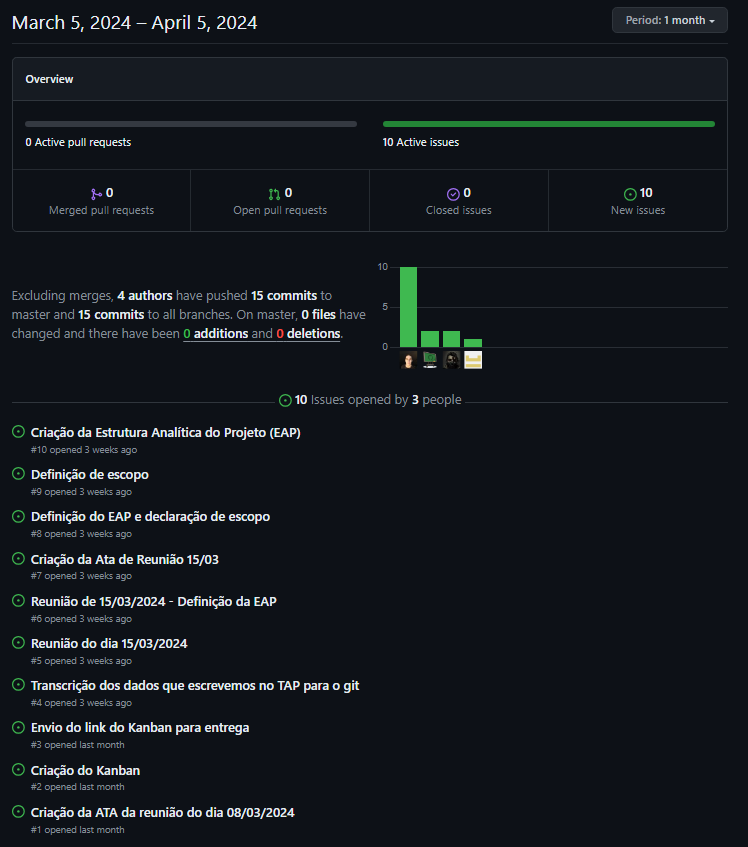 March 5, 2024 – April 5, 2024
Period: 1 month
Overview
0 Active pull requests
10 Active issues
0
Merged pull requests
0
Open pull requests
0
Closed issues
10
New issues
Excluding merges, 4 authors have pushed 15 commits to
master and 15 commits to all branches. On master, 0 files have
changed and there have been 0 additions and 0 deletions.
10
5
0
10 Issues opened by 3 people
Criação da Estrutura Analítica do Projeto (EAP)
#10 opened 3 weeks ago
Definição de escopo
#9 opened 3 weeks ago
Definição do EAP e declaração de escopo
#8 opened 3 weeks ago
Criação da Ata de Reunião 15/03
#7 opened 3 weeks ago
Reunião de 15/03/2024 - Definição da EAP
#6 opened 3 weeks ago
Reunião do dia 15/03/2024
#5 opened 3 weeks ago
Transcrição dos dados que escrevemos no TAP para o git
#4 opened 3 weeks ago
Envio do link do Kanban para entrega
#3 opened last month
Criação do Kanban
#2 opened last month
Criação da ATA da reunião do dia 08/03/2024
#1 opened last month